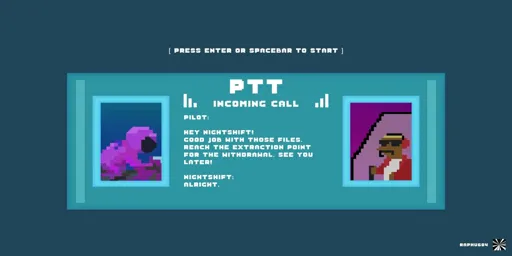 [ PRESS ENTER OR SPACEBAR TO START ]
PTT
INCOMING CALL
PILOT:
HEY NIGHTSHIFT!
GOOD JOB WITH THOSE FILES.
REACH THE EXTRACTION POINT
FOR THE WITHDRAWAL. SEE YOU
LATER!
NIGHTSHIFT:
ALRIGHT.